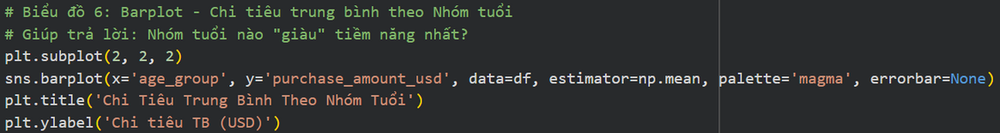 # Biểu đồ 6: Barplot - Chi tiêu trung bình theo Nhóm tuổi
# Giúp trả lời: Nhóm tuổi nào "giàu" tiềm năng nhất?
plt.subplot(2, 2, 2)
sns.barplot(x='age_group', y='purchase_amount_usd', data=df, estimator=np.mean, palette='magma', errorbar=None)
plt.title('Chi Tiêu Trung Bình Theo Nhóm Tuổi')
plt.ylabel('Chi tiêu TB (USD)')